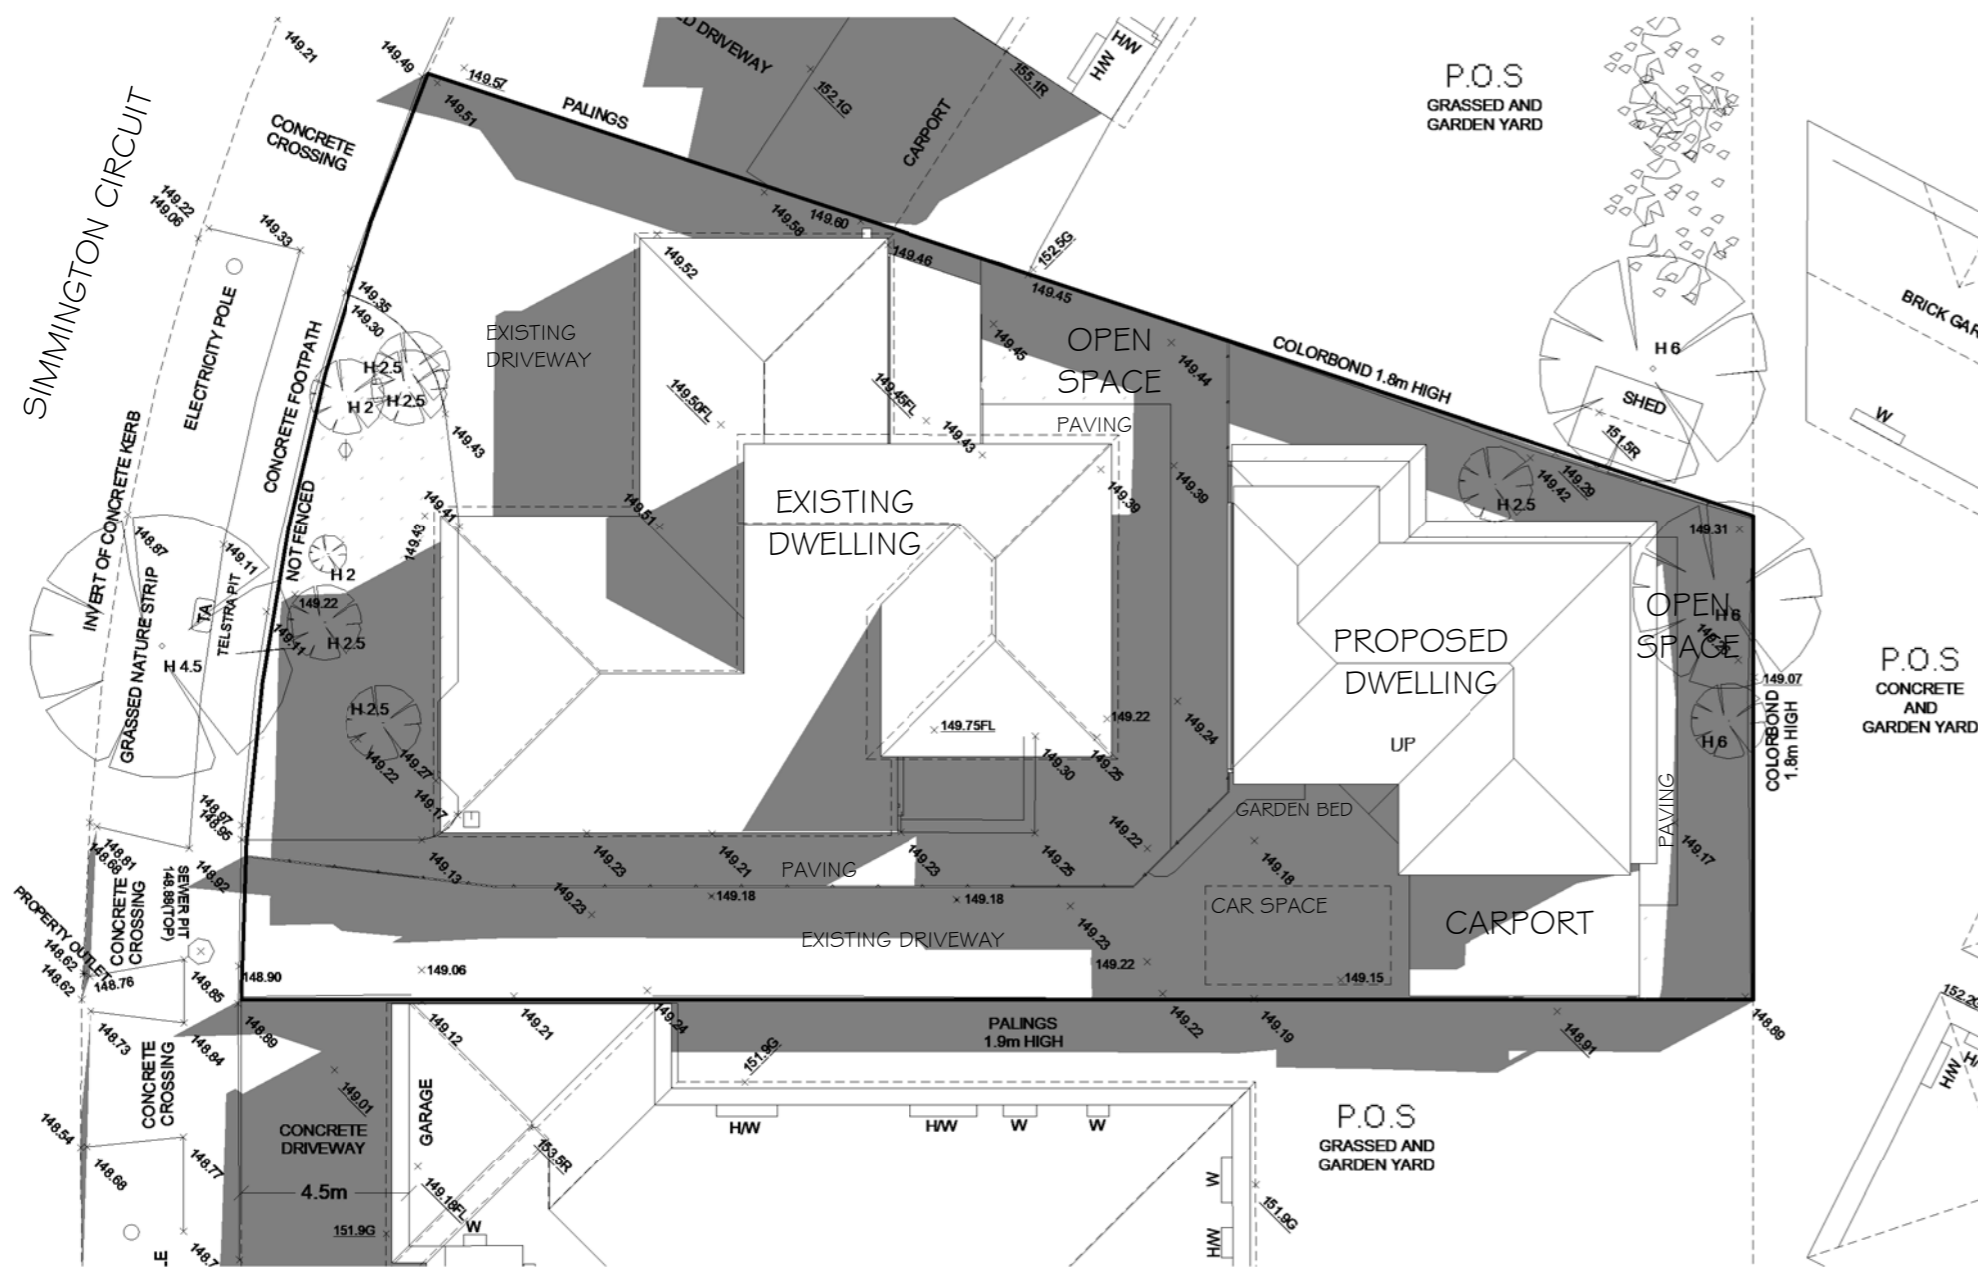 SIMMINGTON CIRCUIT
149.21
149.49
149.57
149.51
CONCRETE
CROSSING
PALINGS
ED DRIVEWAY
152.1G
CARPORT
155.1R
H/W
H/W
P.O.S
GRASSED AND
GARDEN YARD
149.22
149.06
149.33
ELECTRICITY POLE
149.35
149.30
CONCRETE FOOTPATH
149.58
149.60
149.46
149.52
152.5G
149.45
EXISTING
DRIVEWAY
149.50FL
149.45FL
149.43
149.45
OPEN
SPACE
PAVING
149.44
COLORBOND 1.8m HIGH
H 6
SHED
151.5R
BRICK GAR
W
H 2.5
H 2
H 2.5
149.43
149.41
149.43
149.51
EXISTING
DWELLING
149.39
149.39
149.42
149.29
H 2.5
149.31
INVERT OF CONCRETE KERB
148.87
149.11
NOT FENCED
H 2
149.22
TA
TELSTRA PIT
149.11
H 2.5
GRASSED NATURE STRIP
H 4.5
H 2.5
149.22
149.27
149.17
149.75FL
149.22
149.30
149.25
149.24
PROPOSED
DWELLING
UP
OPEN
SPACE
H 6
149.26
H 6
149.07
COLORBOND
1.8m HIGH
P.O.S
CONCRETE
AND
GARDEN YARD
148.97
148.95
148.81
148.68
148.92
CONCRETE
CROSSING
SEWER PIT
148.88(TOP)
PROPERTY OUTLET
148.62
148.62
148.76
148.85
148.90
149.13
149.23
149.21
PAVING
149.23
149.25
149.22
GARDEN BED
149.18
PAVING
149.17
149.23
149.18
149.18
EXISTING DRIVEWAY
149.06
149.23
149.22
CAR SPACE
149.15
CARPORT
148.73
148.84
148.89
149.12
149.21
149.24
PALINGS
1.9m HIGH
149.22
149.19
148.91
148.89
152.2G
CONCRETE
CROSSING
149.01
GARAGE
151.9G
H/W
H/W
W
W
H/W
148.54
148.68
148.77
CONCRETE
DRIVEWAY
153.5R
P.O.S
GRASSED AND
GARDEN YARD
4.5m
149.18FL
W
151.9G
W
H/W
151.9G
148.7
LE